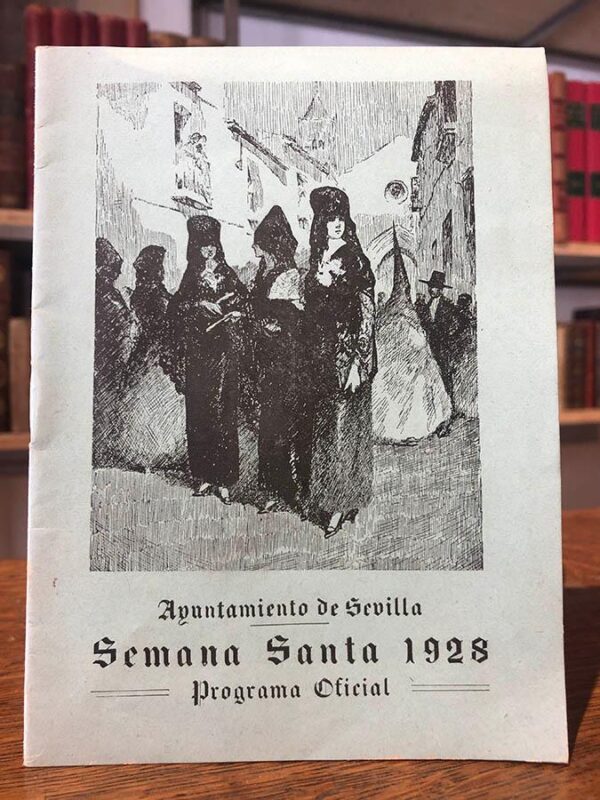 Ayuntamiento de Sevilla
Semana Santa 1928
Programa Oficial